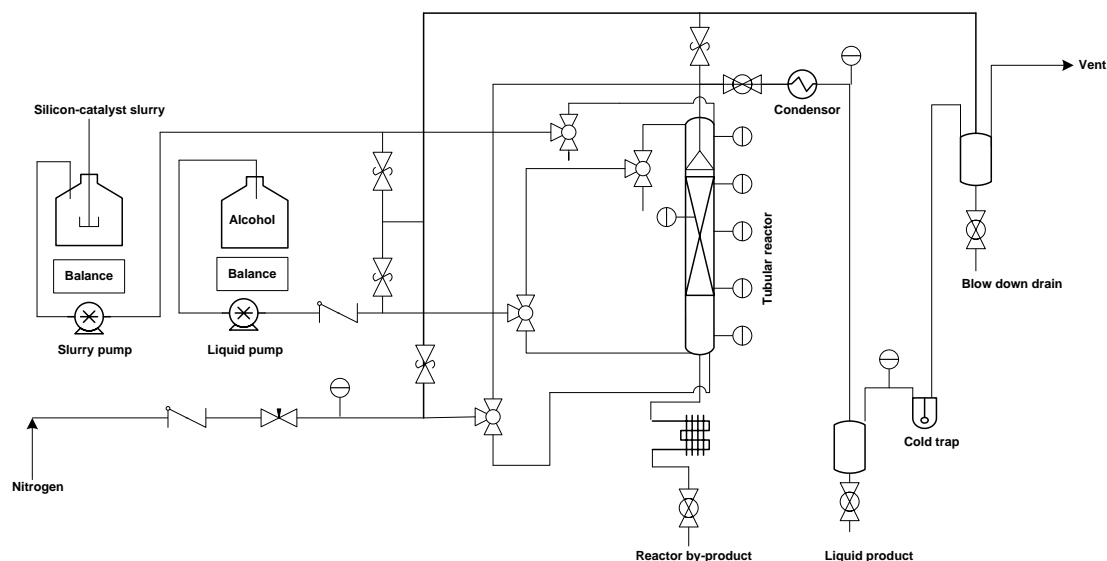 Vent
Silicon-catalyst slurry
Condensor
Alcohol
Balance
Balance
Tubular reactor
Blow down drain
Slurry pump
Liquid pump
Cold trap
Nitrogen
Reactor by-product
Liquid product